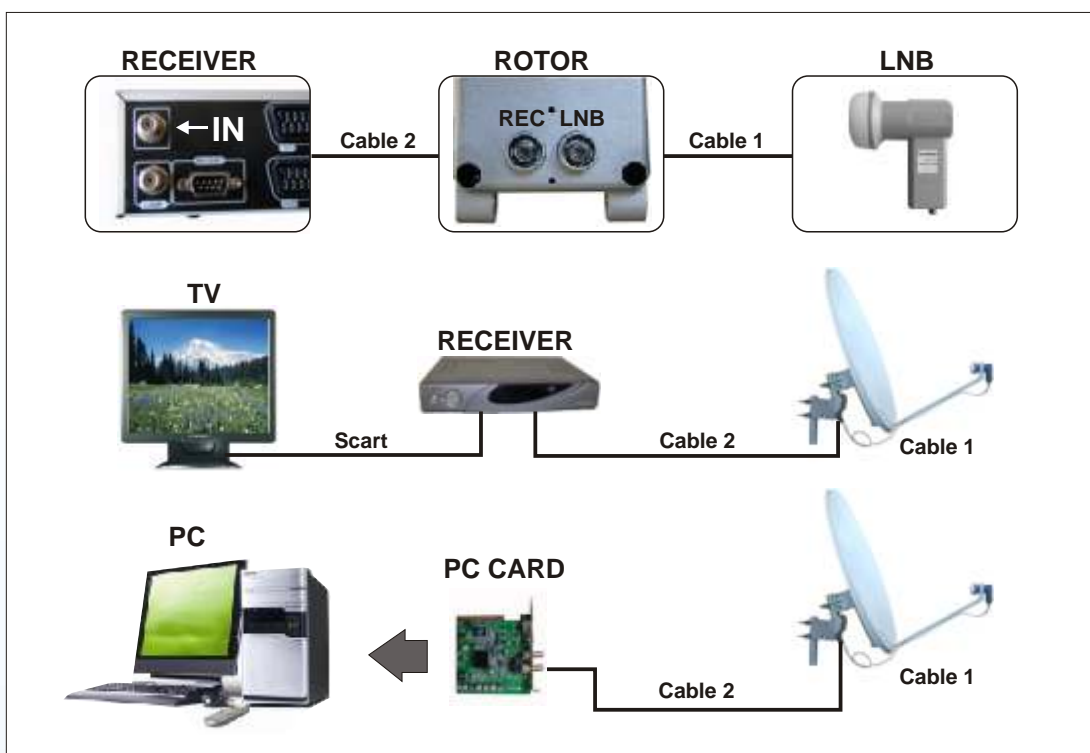 RECEIVER
ROTOR
LNB
IN
REC LNB
Cable 2
Cable 1
TV
RECEIVER
Scart
Cable 2
Cable 1
PC
PC CARD
Cable 2
Cable 1